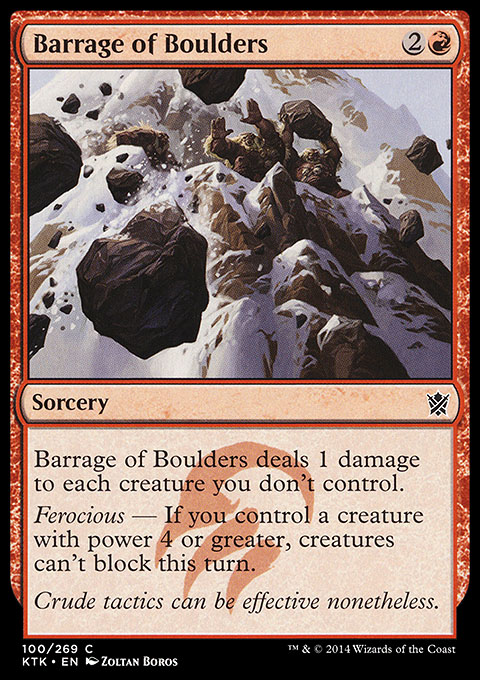 Barrage of Boulders 2
Sorcery
Barrage of Boulders deals 1 damage
to each creature you don't control.
Ferocious — If you control a creature
with power 4 or greater, creatures
can't block this turn.
Crude tactics can be effective nonetheless.
100/269 C
KTK • EN Zoltan Boros
™ & © 2014 Wizards of the Coast